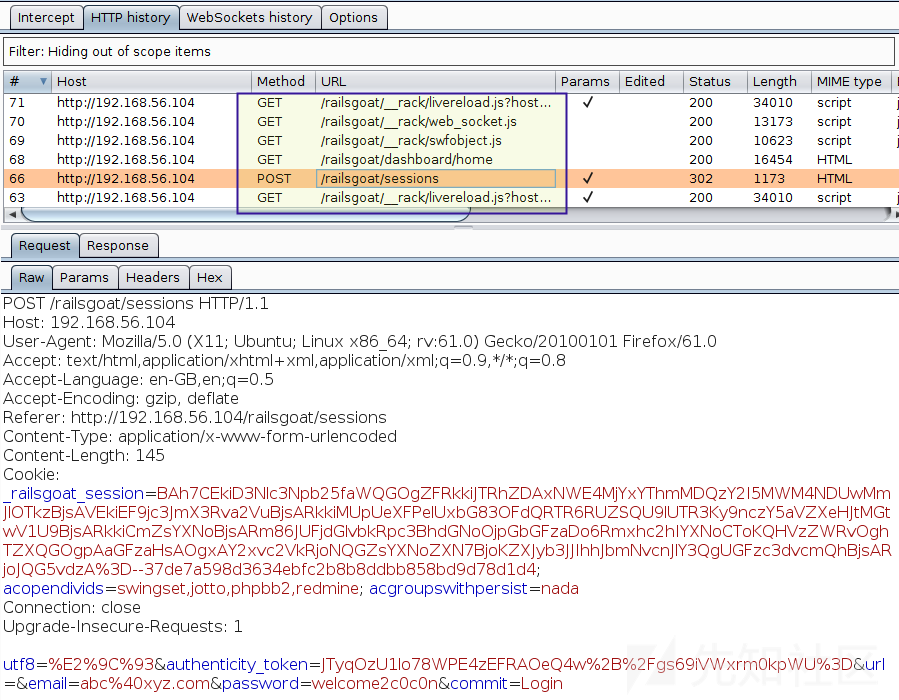 Intercept HTTP history WebSockets history Options
Filter: Hiding out of scope items
# Host Method URL Params Edited Status Length MIME type
71 http://192.168.56.104 GET /railsgoat/__rack/livereload.js?host... ✓ 200 34010 script
70 http://192.168.56.104 GET /railsgoat/__rack/web_socket.js 200 13173 script
69 http://192.168.56.104 GET /railsgoat/__rack/swfobject.js 200 10623 script
68 http://192.168.56.104 GET /railsgoat/dashboard/home 200 16454 HTML
66 http://192.168.56.104 POST /railsgoat/sessions ✓ 302 1173 HTML
63 http://192.168.56.104 GET /railsgoat/__rack/livereload.js?host... ✓ 200 34010 script
Request Response
Raw Params Headers Hex
POST /railsgoat/sessions HTTP/1.1
Host: 192.168.56.104
User-Agent: Mozilla/5.0 (X11; Ubuntu; Linux x86_64; rv:61.0) Gecko/20100101 Firefox/61.0
Accept: text/html,application/xhtml+xml,application/xml;q=0.9,*/*;q=0.8
Accept-Language: en-GB,en;q=0.5
Accept-Encoding: gzip, deflate
Referer: http://192.168.56.104/railsgoat/sessions
Content-Type: application/x-www-form-urlencoded
Content-Length: 145
Cookie:
_railsgoat_session=BAh7CEkiD3Nlc3Npb25faWQGOgZFRkkiJTRhZDAxNWE4MjYxYThmMDQzY2I5MWM4NDUwMm
JlOTkzBjsAVEkiEF9jc3JmX3Rva2VuBjsARkkiMUpUeXFPelUxbG83OFdQRTR6RUZSQU9lUTR3Ky9nczY5aVZXeHJtMGt
wV1U9BjsARkkiCmZsYXNoBjsARm86JUFjdGlvbkRpc3BhdGNoOjpGbGFzaDo6Rmxhc2hIYXNoCToKQHVzZWRvOgh
TZXQGOgpAaGFzaHsAOgxAY2xvc2VkRjoNQGZsYXNoZXN7BjoKZXJyb3JJIhhJbmNvcnJlY3QgUGFzc3dvcmQhBjsAR
joJQG5vdzA%3D--37de7a598d3634ebfc2b8b8ddbb858bd9d78d1d4;
acopendivids=swingset,jotto,phpbb2,redmine; acgroupswithpersist=nada
Connection: close
Upgrade-Insecure-Requests: 1
utf8=%E2%9C%93&authenticity_token=JTyqOzU1lo78WPE4zEFRAOeQ4w%2B%2Fgs69iVWxrm0kpWU%3D&url
=&email=abc%40xyz.com&password=welcome2c0c0n&commit=Login
先知社区